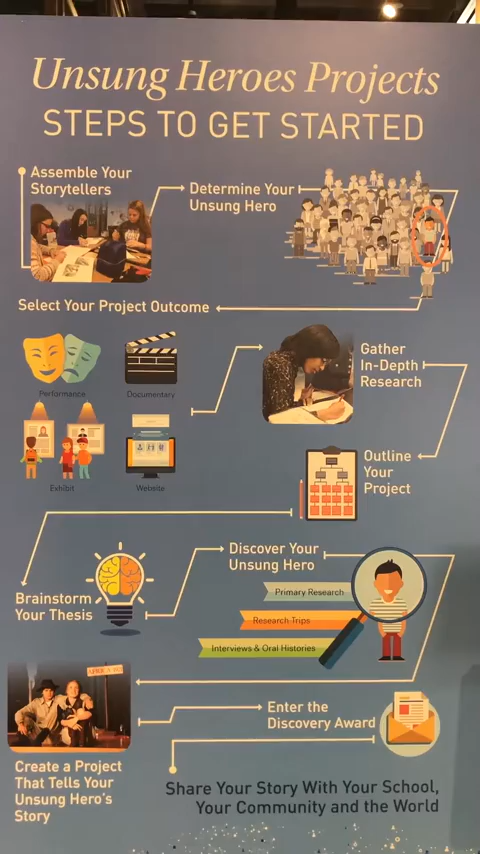 Unsung Heroes Projects
STEPS TO GET STARTED
Assemble Your
Storytellers
Determine Your
Unsung Hero
Select Your Project Outcome
Performance
Documentary
Exhibit
Website
Gather
In-Depth
Research
Outline
Your
Project
Brainstorm
Your Thesis
Discover Your
Unsung Hero
Primary Research
Research Trips
Interviews & Oral Histories
Create a Project
That Tells Your
Unsung Hero's
Story
Enter the
Discovery Award
Share Your Story With Your School,
Your Community and the World